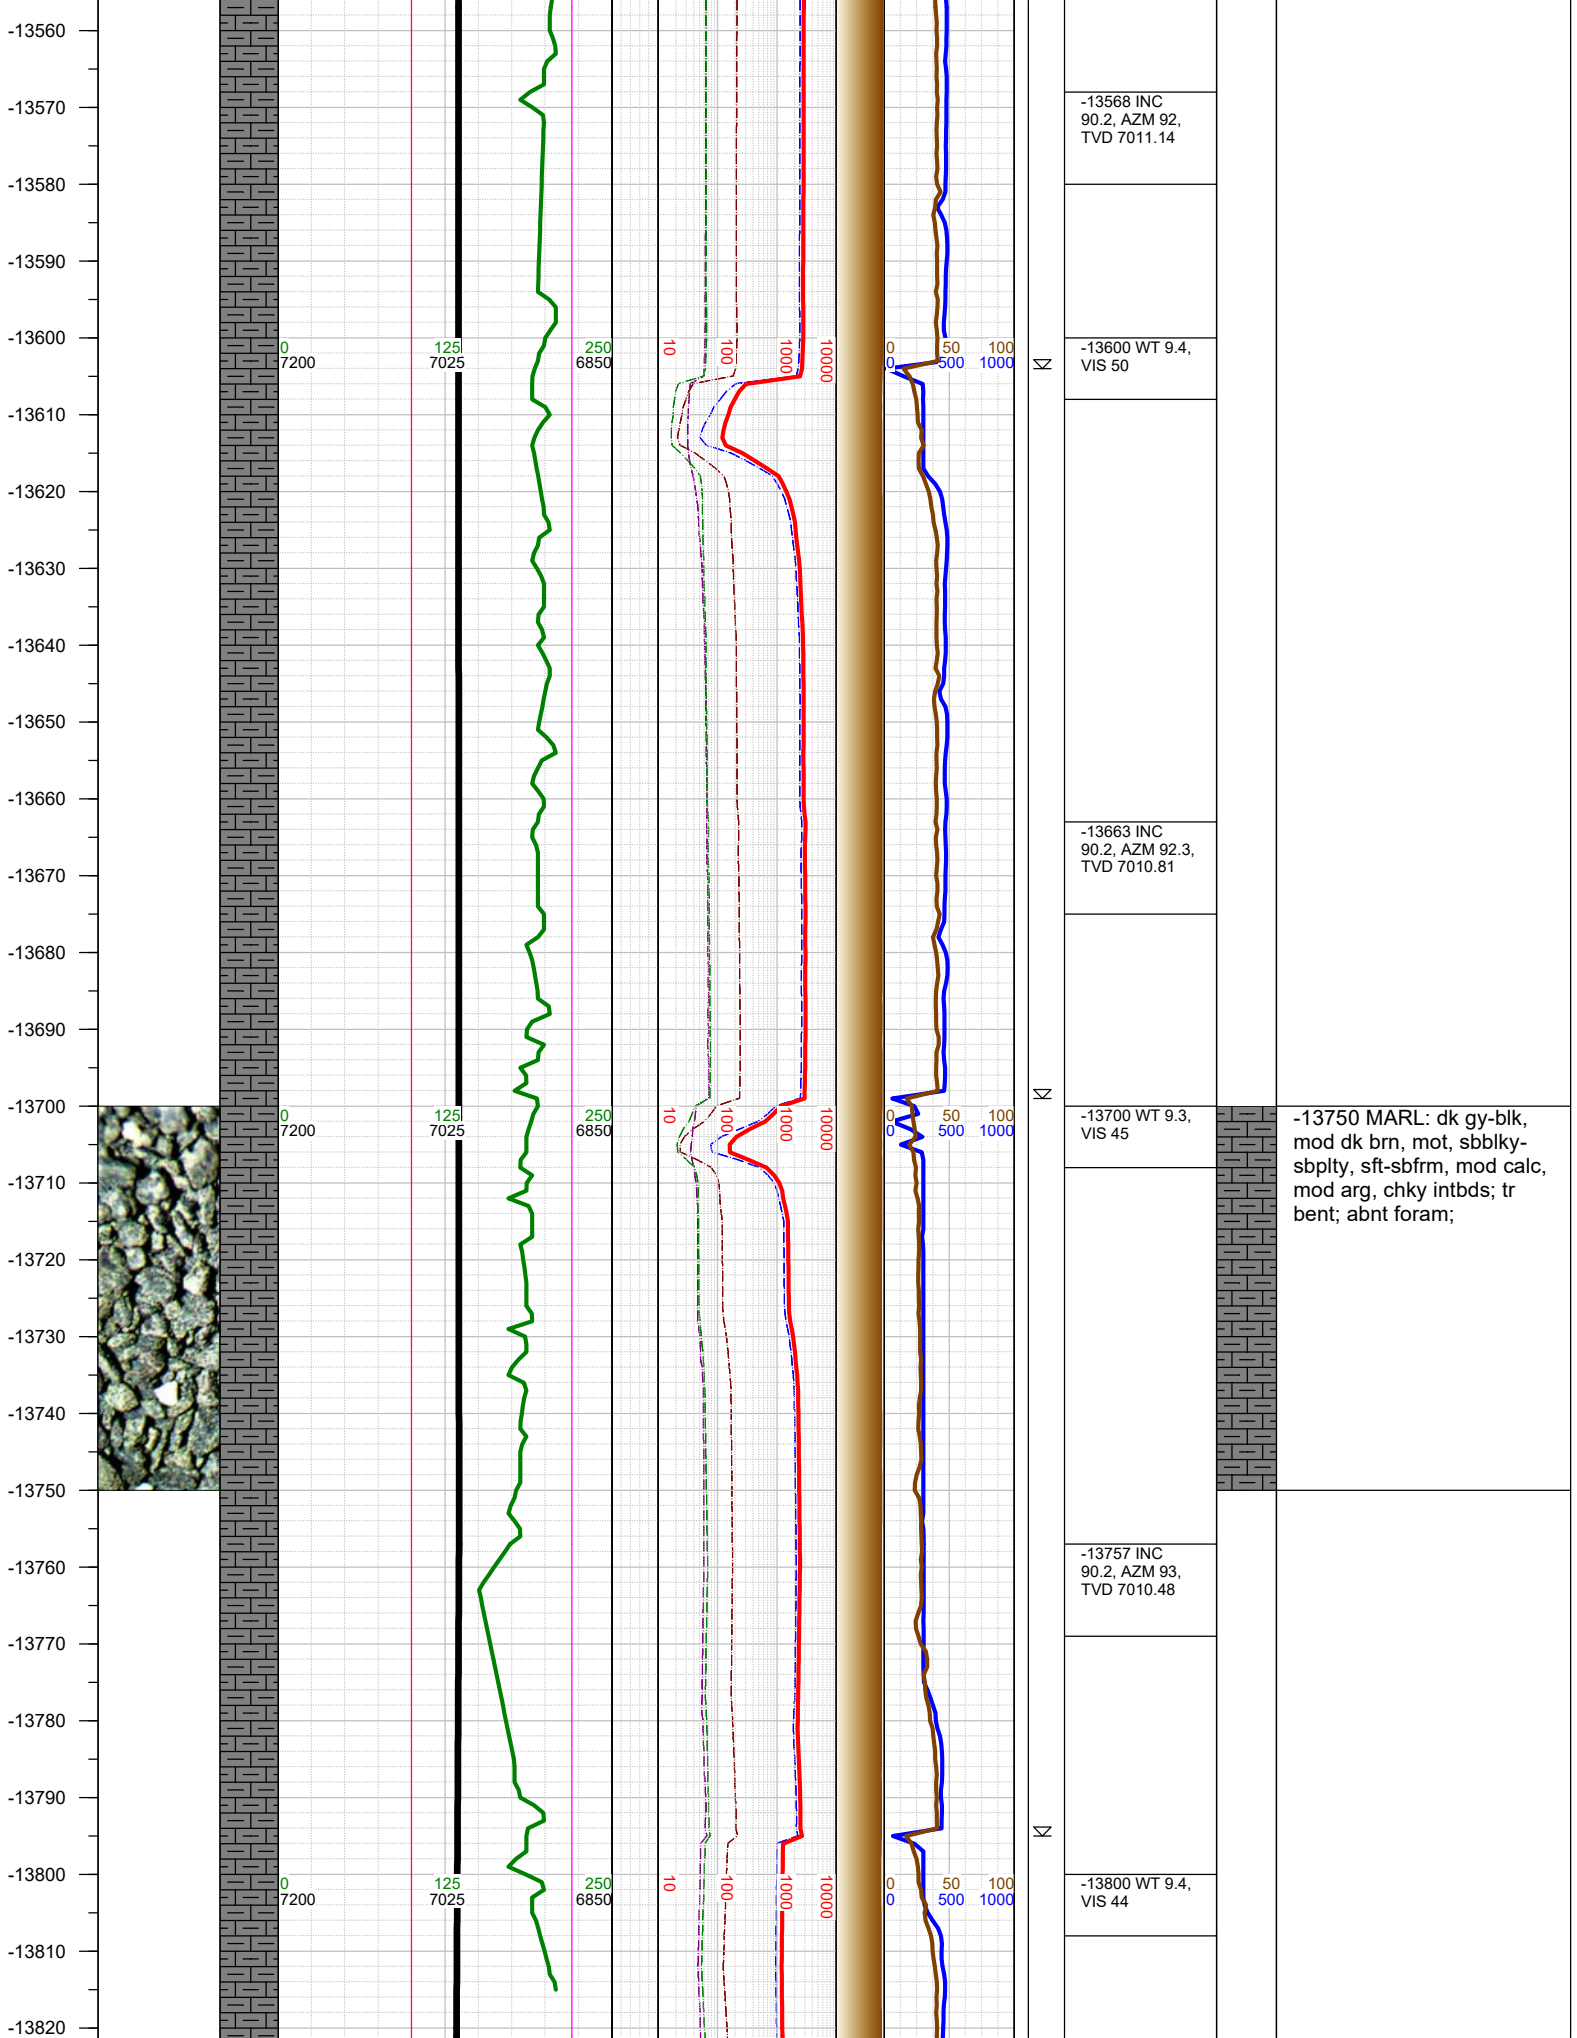 -13560
-13570
-13580
-13590
-13600
-13610
-13620
-13630
-13640
-13650
-13660
-13670
-13680
-13690
-13700
-13710
-13720
-13730
-13740
-13750
-13760
-13770
-13780
-13790
-13800
-13810
-13820
0 125 250
7200 7025 6850
10 100 1000 10000
0 50 100
0 500 1000
0 125 250
7200 7025 6850
10 100 1000 10000
0 50 100
0 500 1000
0 125 250
7200 7025 6850
10 100 1000 10000
0 50 100
0 500 1000
-13568 INC
90.2, AZM 92,
TVD 7011.14
-13600 WT 9.4,
VIS 50
-13663 INC
90.2, AZM 92.3,
TVD 7010.81
-13700 WT 9.3,
VIS 45
-13757 INC
90.2, AZM 93,
TVD 7010.48
-13800 WT 9.4,
VIS 44
-13750 MARL: dk gy-blk,
mod dk brn, mot, sbblky-
sbplty, sft-sbfrm, mod calc,
mod arg, chky intbds; tr
bent; abnt foram;